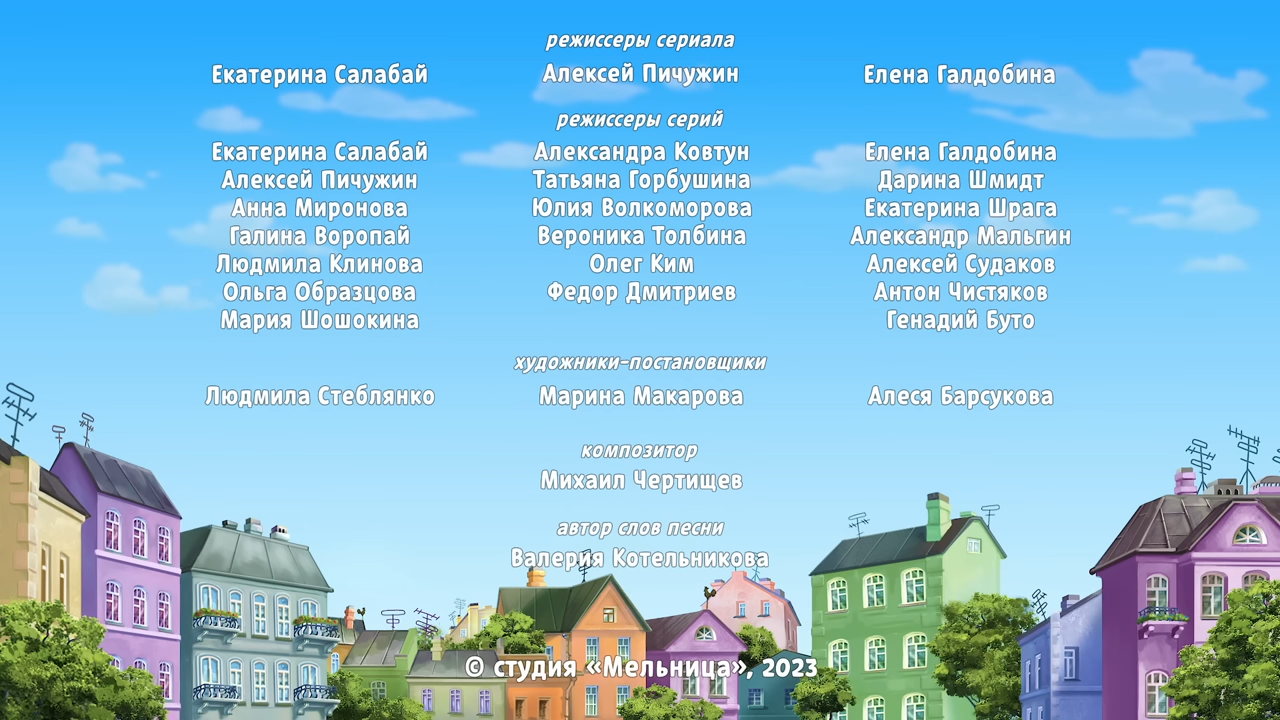 режиссеры сериала
Екатерина Салабай Алексей Пичужин Елена Галдобина
режиссеры серий
Екатерина Салабай Александра Ковтун Елена Галдобина
Алексей Пичужин Татьяна Горбушина Дарина Шмидт
Анна Миронова Юлия Волкоморова Екатерина Шрага
Галина Воропай Вероника Толбина Александр Мальгин
Людмила Клинова Олег Ким Алексей Судаков
Ольга Образцова Федор Дмитриев Антон Чистяков
Мария Шошокина Генадий Буто
художники-постановщики
Людмила Стеблянко Марина Макарова Алеся Барсукова
композитор
Михаил Чертищев
автор слов песни
Валерия Котельникова
© студия «Мельница», 2023